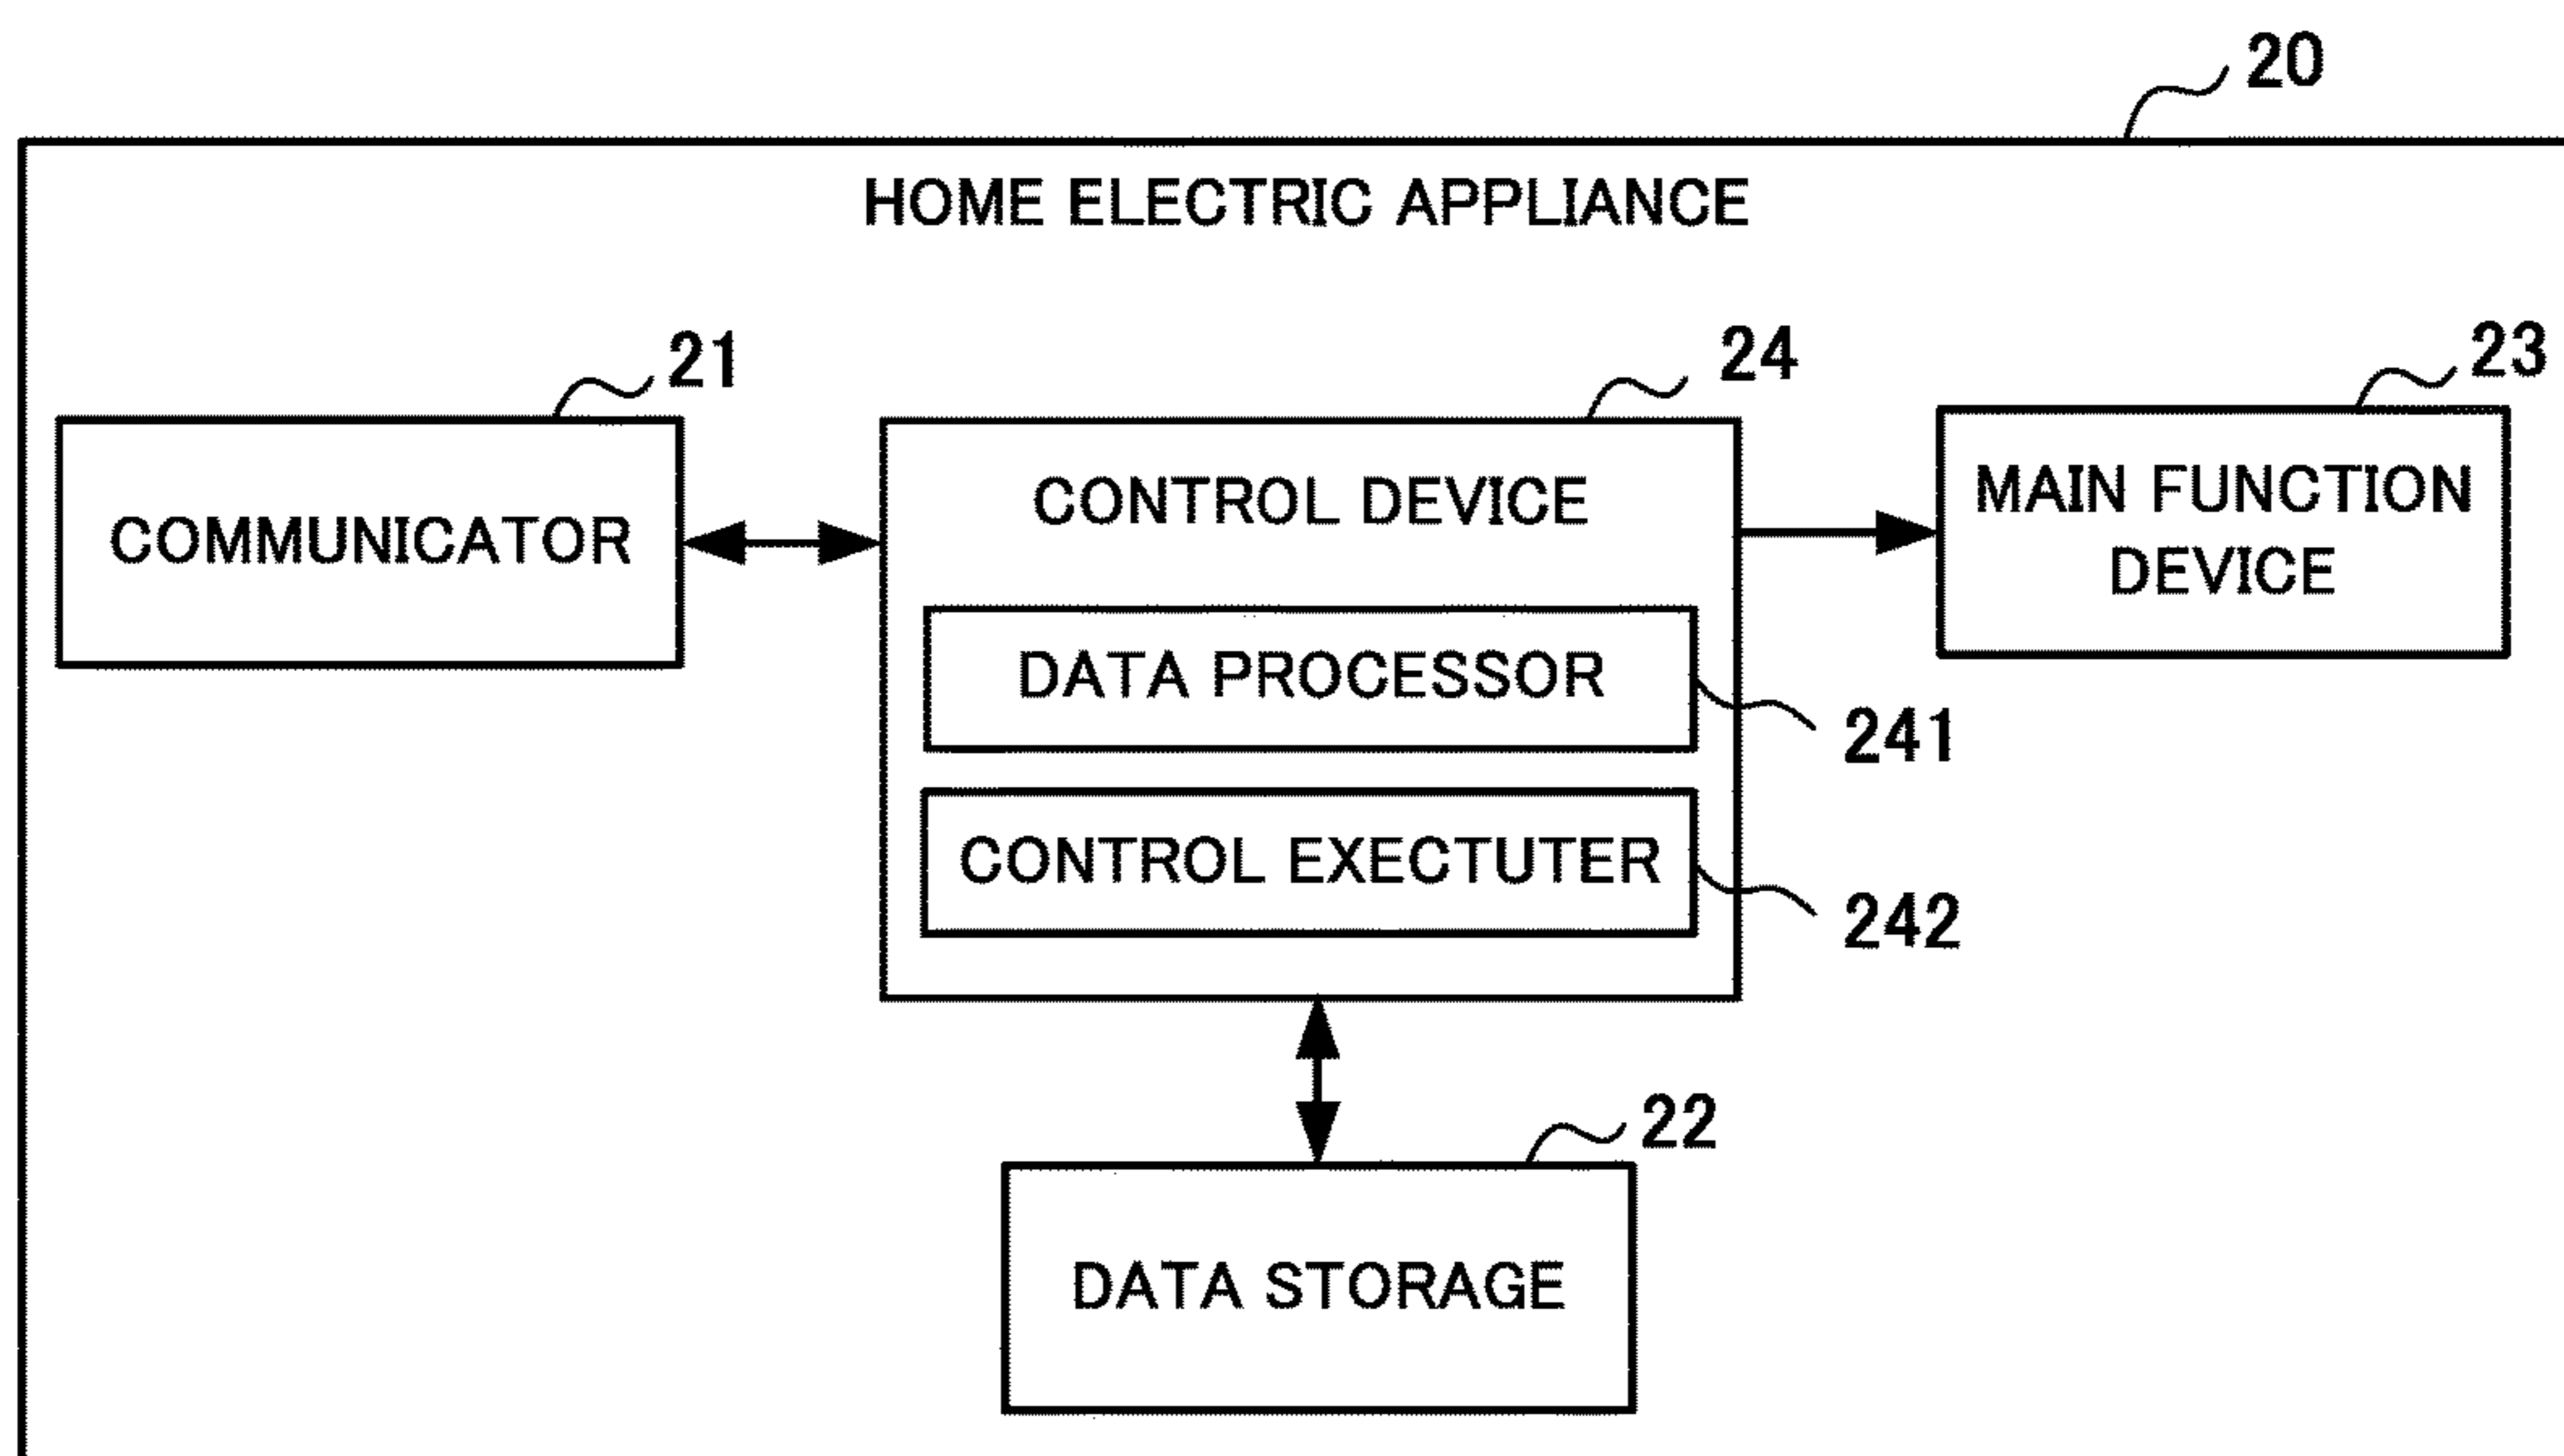 20
HOME ELECTRIC APPLIANCE
21
24
23
COMMUNICATOR
CONTROL DEVICE
MAIN FUNCTION
DEVICE
DATA PROCESSOR
241
CONTROL EXECTUTER
242
22
DATA STORAGE